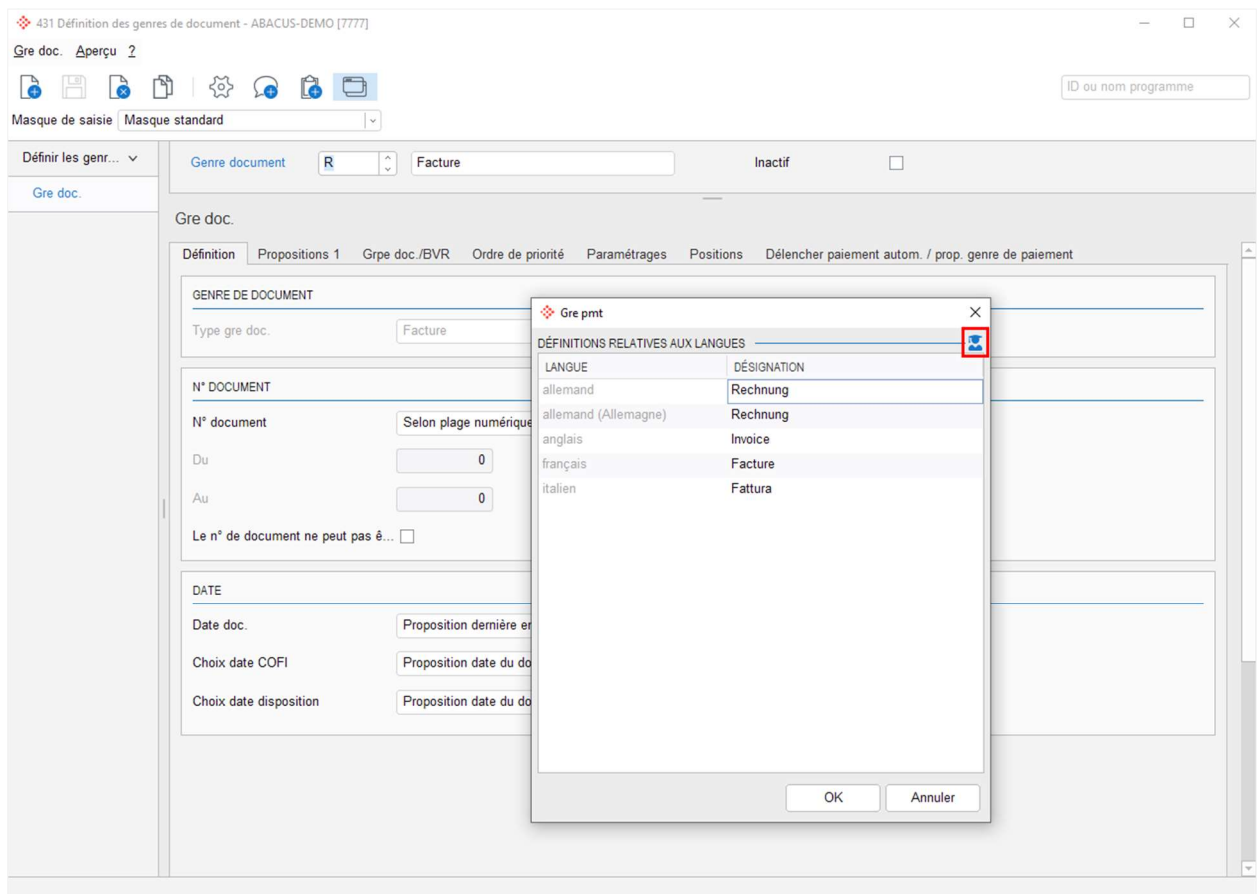 431 Définition des genres de document - ABACUS-DEMO [7777]
Gre doc. Aperçu ?
ID ou nom programme
Masque de saisie Masque standard
Définir les genr...
Genre document R Facture Inactif
Gre doc.
Gre doc.
Définition Propositions 1 Grpe doc./BVR Ordre de priorité Paramétrages Positions Délencher paiement autom. / prop. genre de paiement
GENRE DE DOCUMENT
Type gre doc. Facture
N° DOCUMENT
N° document Selon plage numérique
Du 0
Au 0
Le n° de document ne peut pas ê...
DATE
Date doc. Proposition dernière er
Choix date COFI Proposition date du do
Choix date disposition Proposition date du do
Gre pmt
DÉFINITIONS RELATIVES AUX LANGUES
LANGUE DÉSIGNATION
allemand Rechnung
allemand (Allemagne) Rechnung
anglais Invoice
français Facture
italien Fattura
OK Annuler